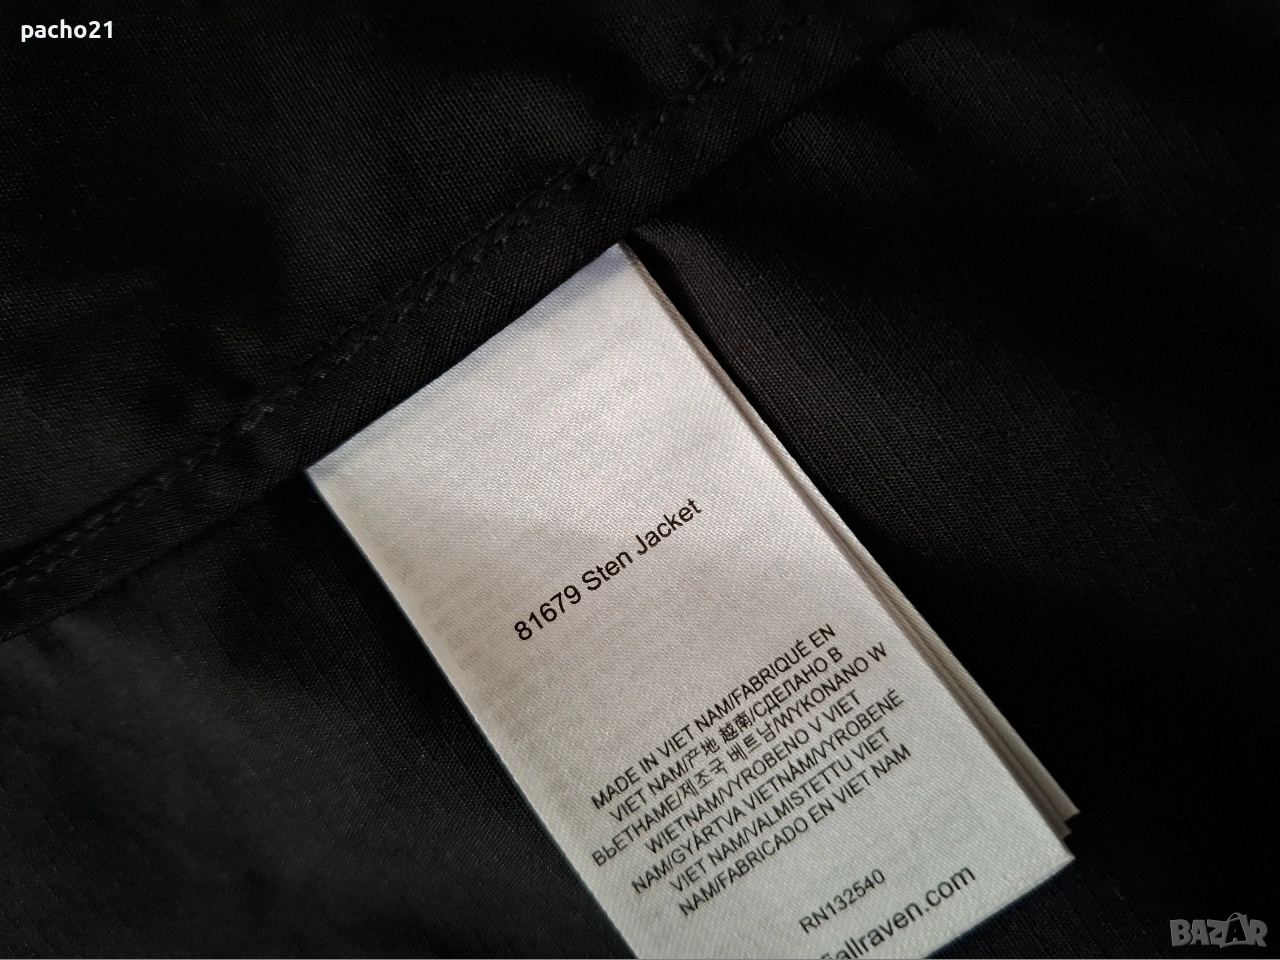 pacho21
81679 Sten Jacket
MADE IN VIET NAM/FABRIQUÉ EN
VIET NAM/产地 越南/СДЕЛАНО В
ВЬЕТНАМЕ/제조국 베트남/WYKONANO W
WIETNAM/VYROBENO V VIET
NAM/GYÁRTVA VIETNÁM/VYROBENÉ
VIET NAM/VALMISTETTU VIET
NAM/FABRICADO EN VIET NAM
RN132540
fjallraven.com
BAZAR